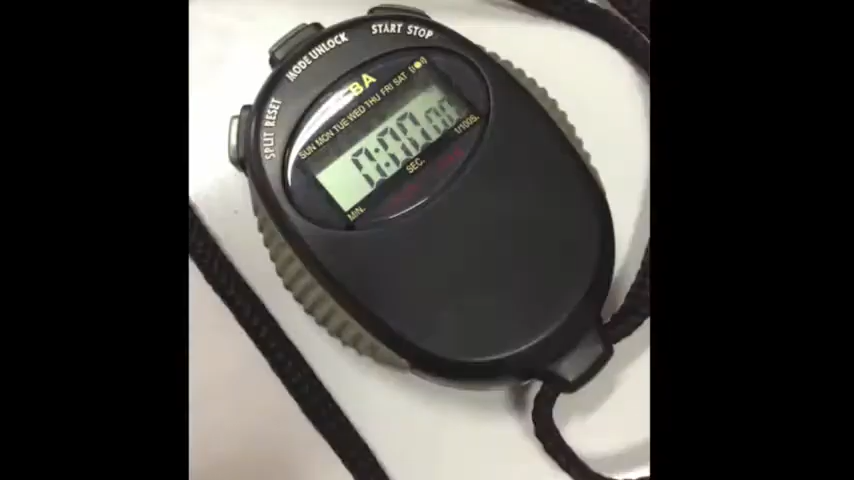 START STOP
MODE UNLOCK
SPLIT RESET
BA
SUN MON TUE WED THU FRI SAT
0:00 00
MIN.
SEC.
1/100S.